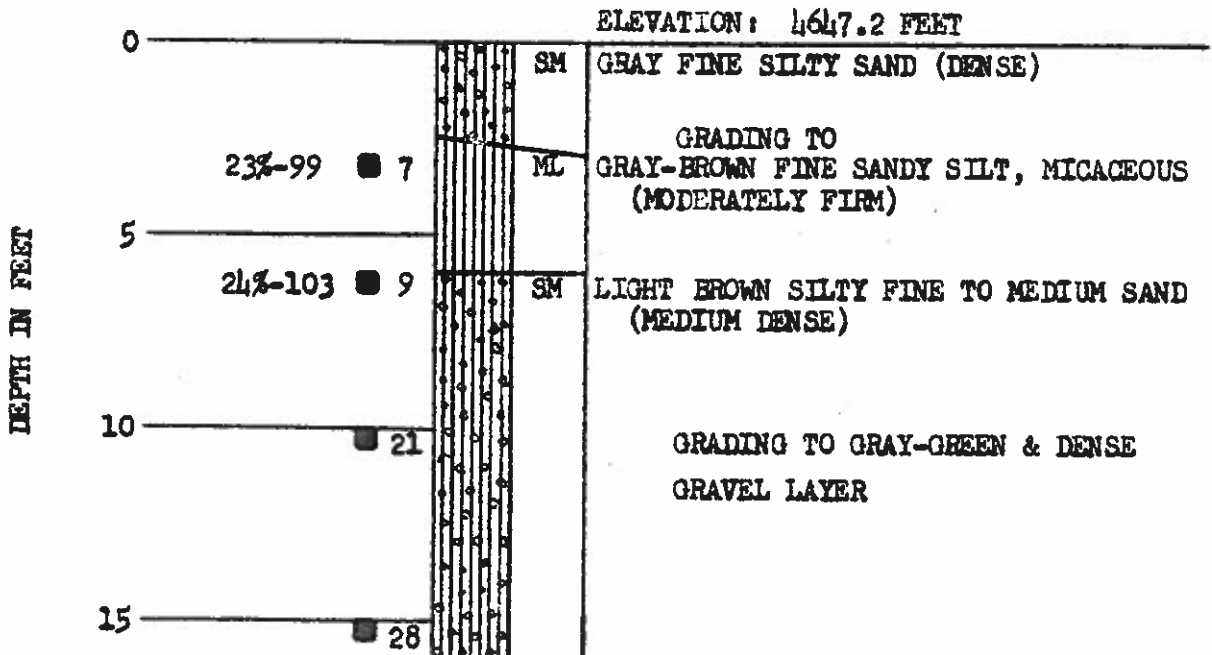 ELEVATION: 4647.2 FEET
0
SM GRAY FINE SILTY SAND (DENSE)
GRADING TO
23%-99 7 ML GRAY-BROWN FINE SANDY SILT, MICACEOUS
(MODERATELY FIRM)
5
24%-103 9 SM LIGHT BROWN SILTY FINE TO MEDIUM SAND
(MEDIUM DENSE)
DEPTH IN FEET
10
21 GRADING TO GRAY-GREEN & DENSE
GRAVEL LAYER
15
28